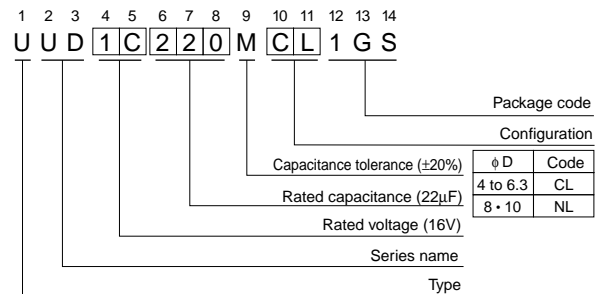 1 2 3 4 5 6 7 8 9 10 11 12 13 14
U U D 1 C 2 2 0 M C L 1 G S
Package code
Configuration
Capacitance tolerance (±20%)
ϕ D Code
4 to 6.3 CL
8 • 10 NL
Rated capacitance (22µF)
Rated voltage (16V)
Series name
Type